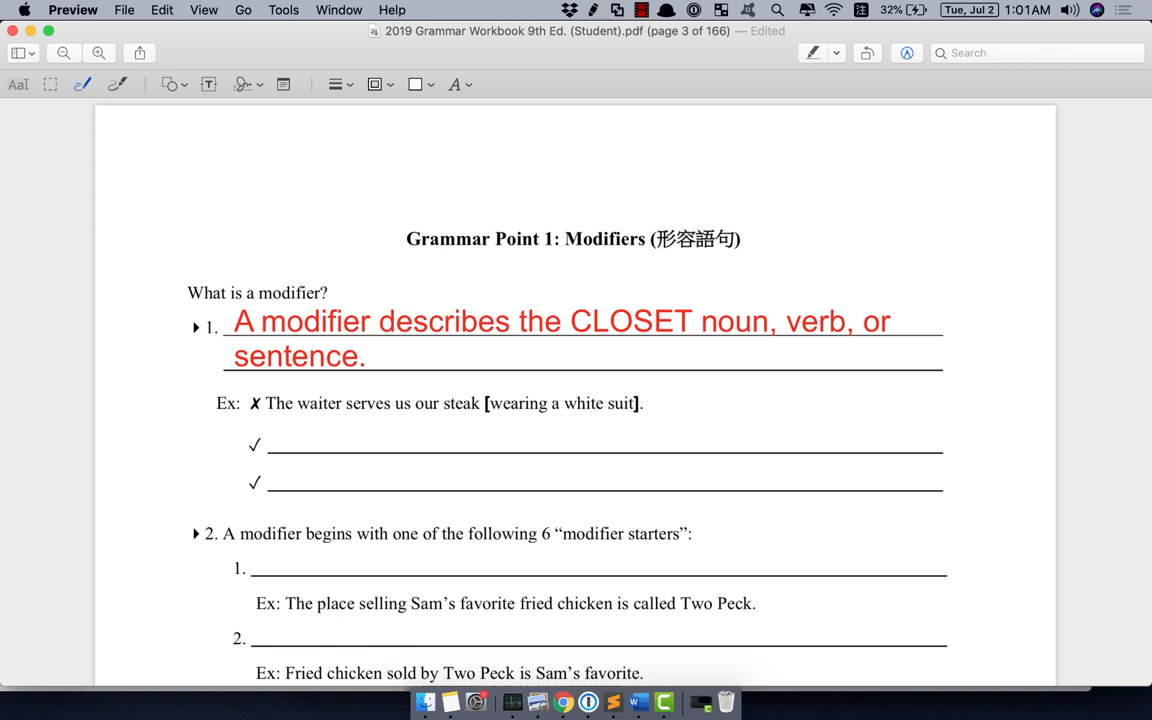 Preview File Edit View Go Tools Window Help 32% Tue, Jul 2 1:01AM
2019 Grammar Workbook 9th Ed. (Student).pdf (page 3 of 166) — Edited
Search
AaI T A
Grammar Point 1: Modifiers (形容語句)
What is a modifier?
1. A modifier describes the CLOSET noun, verb, or
sentence.
Ex: ✗ The waiter serves us our steak [wearing a white suit].
✓
✓
2. A modifier begins with one of the following 6 “modifier starters”:
1.
Ex: The place selling Sam’s favorite fried chicken is called Two Peck.
2.
Ex: Fried chicken sold by Two Peck is Sam’s favorite.